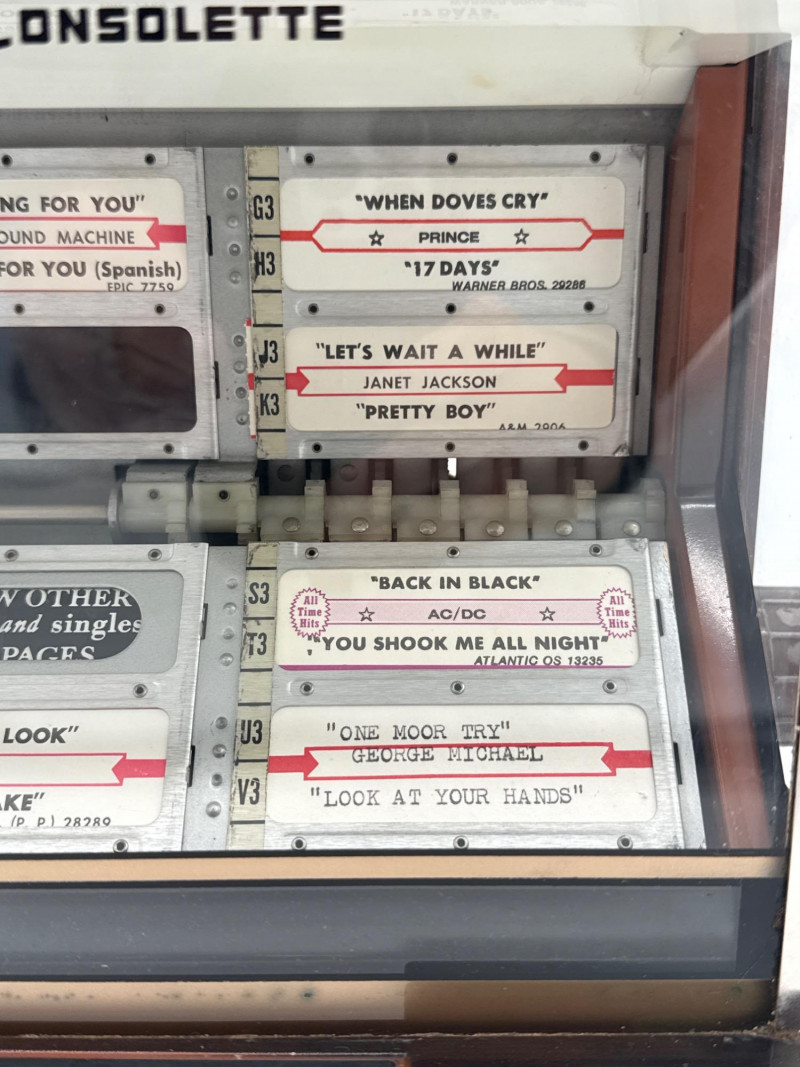 CONSOLETTE
NG FOR YOU"
OUND MACHINE
FOR YOU (Spanish)
EPIC 7759
G3
H3
"WHEN DOVES CRY"
☆ PRINCE ☆
"17 DAYS"
WARNER BROS. 29286
J3
K3
"LET'S WAIT A WHILE"
JANET JACKSON
"PRETTY BOY"
A&M 2906
W OTHER
and singles
PAGES
S3
T3
"BACK IN BLACK"
All Time Hits
☆ AC/DC ☆
All Time Hits
"YOU SHOOK ME ALL NIGHT"
ATLANTIC OS 13235
LOOK"
AKE"
(P. P.) 28289
U3
V3
"ONE MOOR TRY"
GEORGE MICHAEL
"LOOK AT YOUR HANDS"